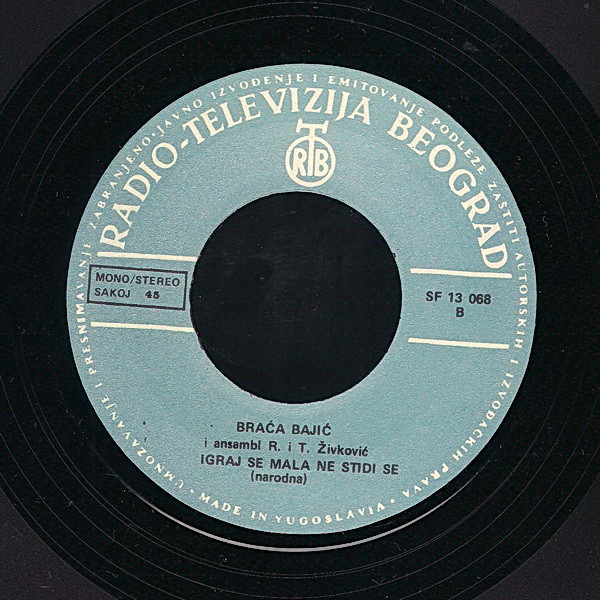 UMNOŽAVANJE I PRESNIMAVANJE ZABRANJENO·JAVNO IZVOĐENJE I EMITOVANJE PODLEŽE ZAŠTITI AUTORSKIH I IZVOĐAČKIH PRAVA ·
RADIO-TELEVIZIJA BEOGRAD
RTB
MONO/STEREO
SAKOJ 45
SF 13 068
B
BRAĆA BAJIĆ
i ansambl R. i T. Živković
IGRAJ SE MALA NE STIDI SE
(narodna)
· MADE IN YUGOSLAVIA ·